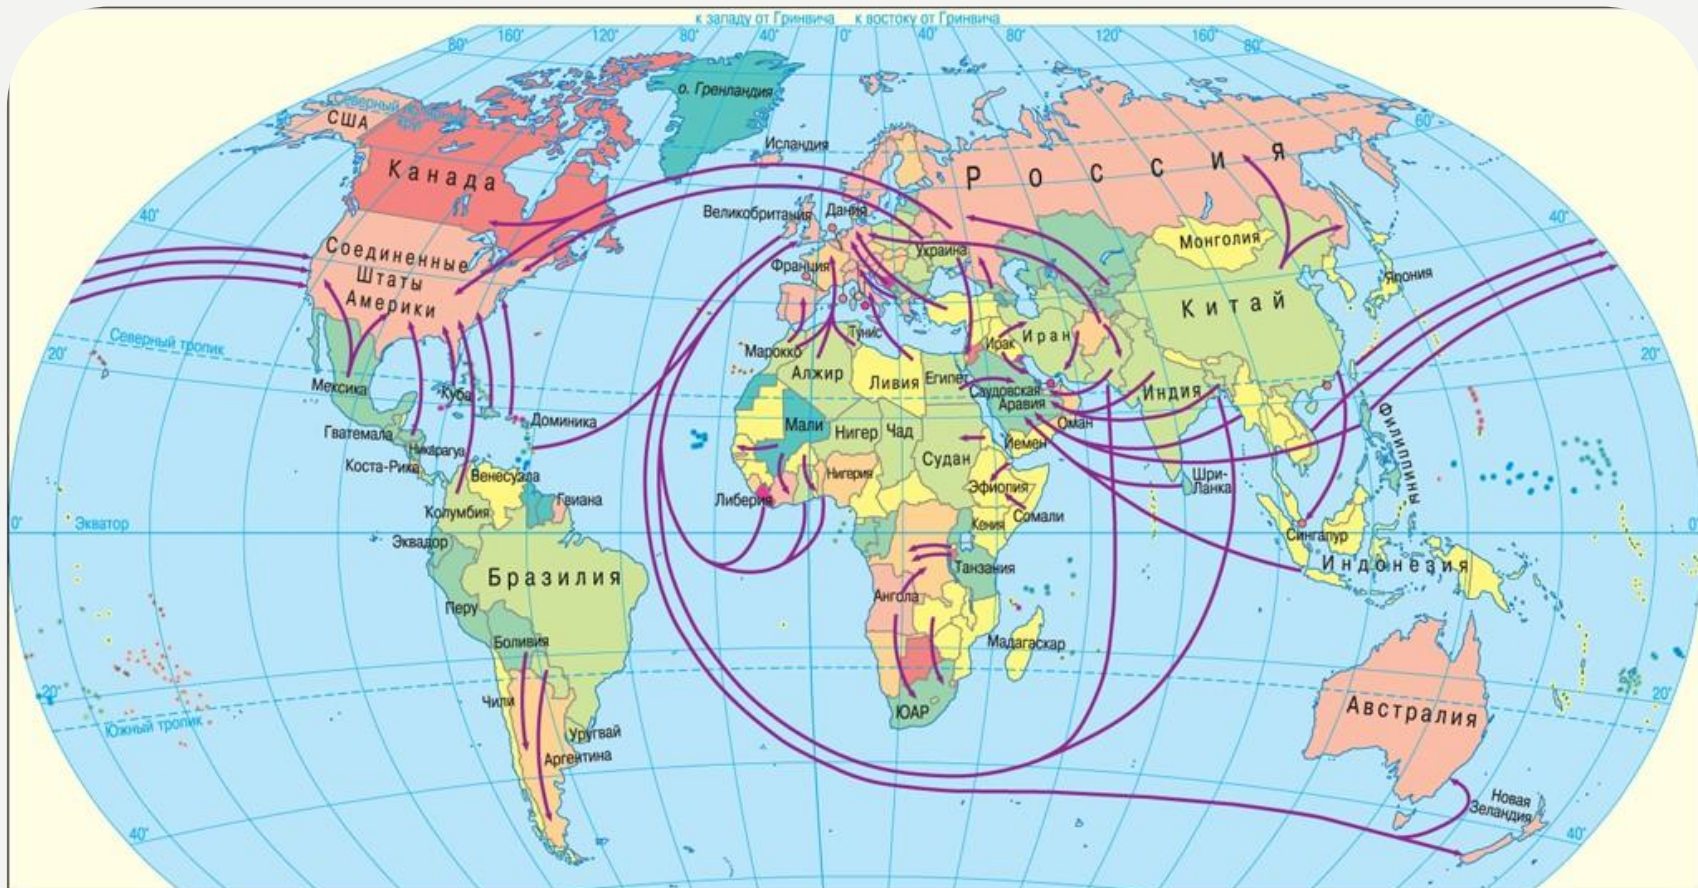 к западу от Гринвича к востоку от Гринвича
80° 160° 120° 80° 40° 0° 40° 80° 120° 160° 80°
о. Гренландия
Северный
США
60°
Исландия
Канада
Россия
40°
Великобритания
Дания
40°
Соединенные
Штаты
Америки
Украина
Монголия
Франция
Япония
Китай
Северный тропик
20°
Тунис
Марокко
Ирак
Иран
20°
Алжир
Ливия
Египет
Мексика
Куба
Саудовская
Аравия
Индия
Доминика
Мали
Нигер
Чад
Оман
Филиппины
Гватемала
Никарагуа
Йемен
Судан
Коста-Рика
Венесуэла
Нигерия
Шри-
Ланка
Либерия
Эфиопия
Гвиана
Колумбия
Сомали
Кения
0°
Экватор
Сингапур
0°
Эквадор
Индонезия
Бразилия
Танзания
Ангола
Перу
Боливия
Мадагаскар
20°
20°
Чили
ЮАР
Австралия
Южный тропик
Уругвай
Аргентина
Новая
Зеландия
40°
40°